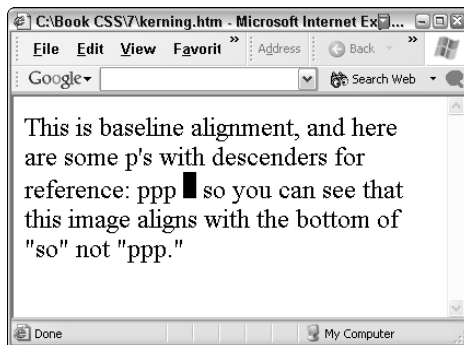 C:\Book CSS\7\kerning.htm - Microsoft Internet Ex...
File Edit View Favorit » Address Back »
Google Search Web
This is baseline alignment, and here
are some p's with descenders for
reference: ppp so you can see that
this image aligns with the bottom of
"so" not "ppp."
Done My Computer